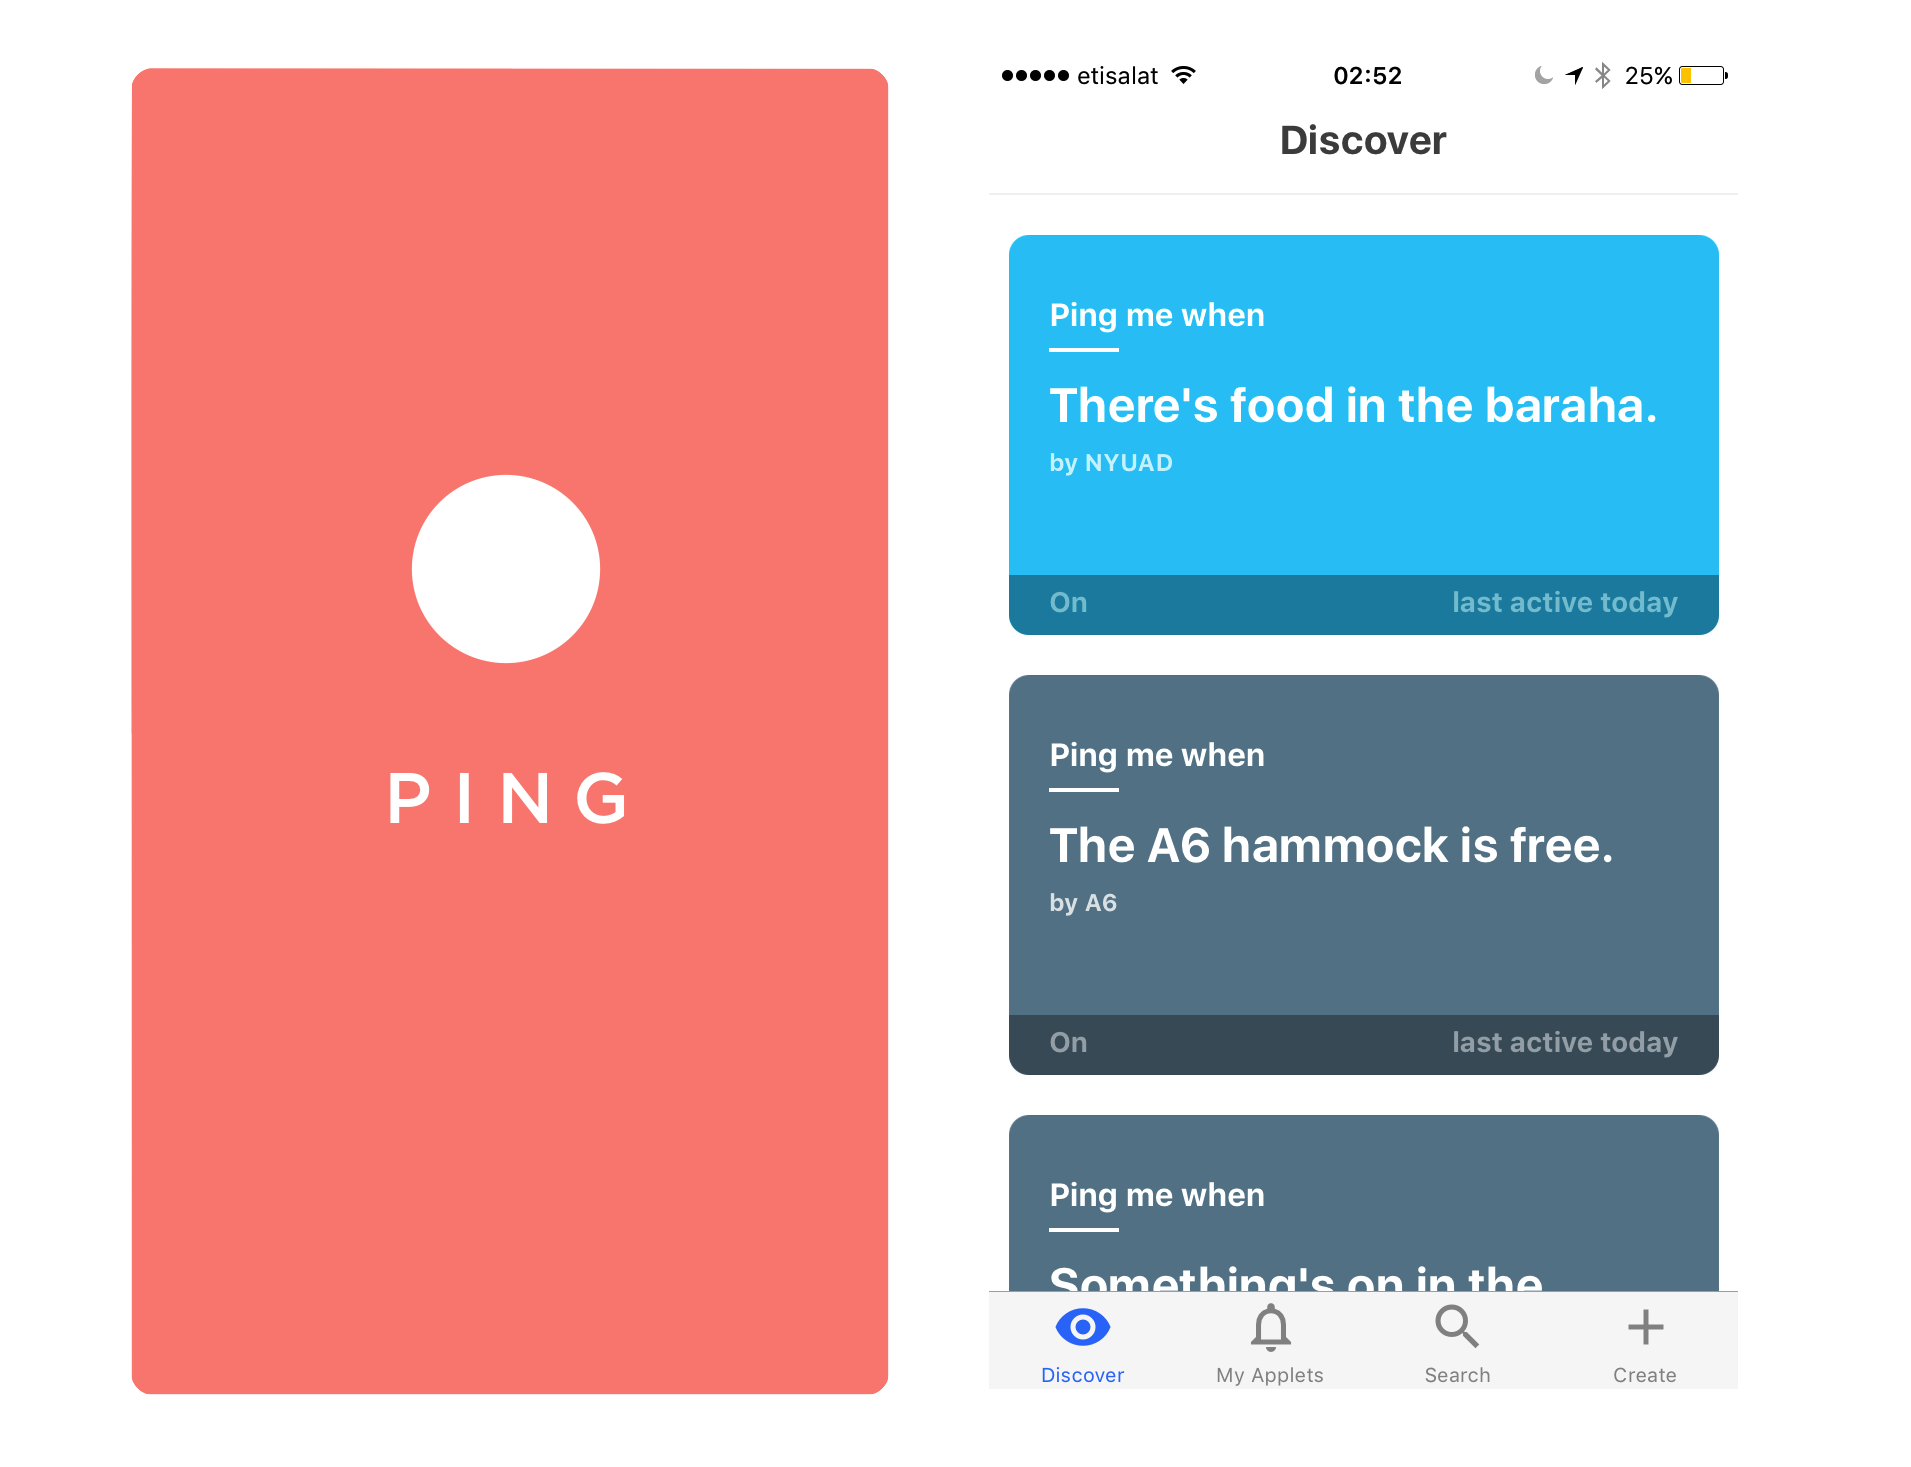 PING
etisalat 02:52 25%
Discover
Ping me when
There's food in the baraha.
by NYUAD
On last active today
Ping me when
The A6 hammock is free.
by A6
On last active today
Ping me when
Something's on in the
Discover My Applets Search Create